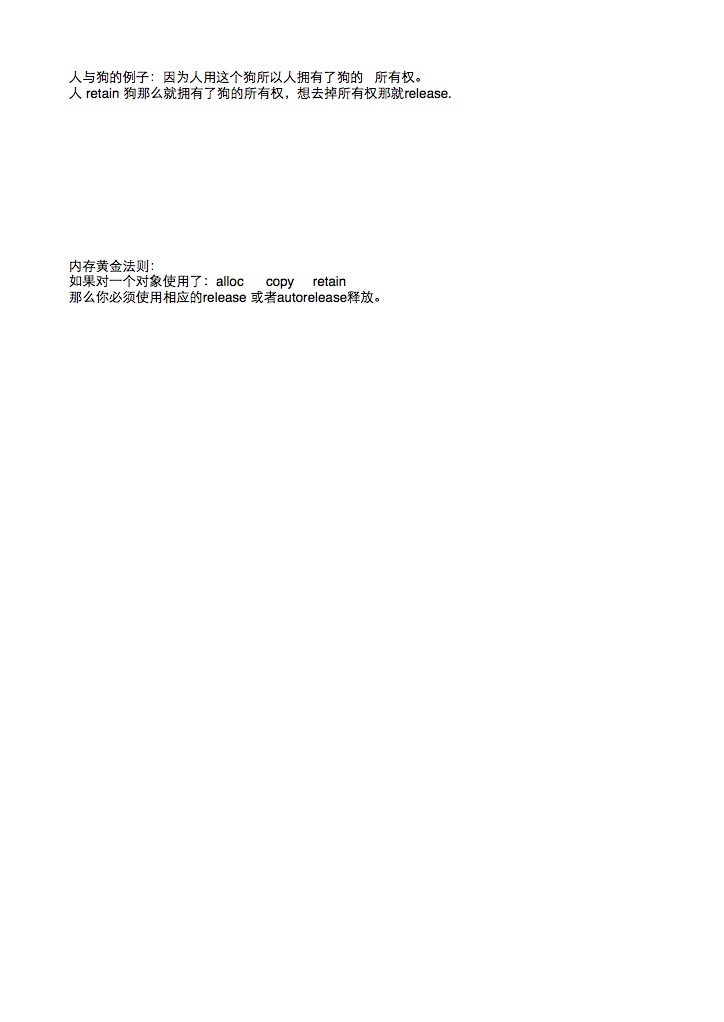 人与狗的例子：因为人用这个狗所以人拥有了狗的   所有权。
人 retain 狗那么就拥有了狗的所有权，想去掉所有权那就release.
内存黄金法则：
如果对一个对象使用了：alloc      copy     retain
那么你必须使用相应的release 或者autorelease释放。